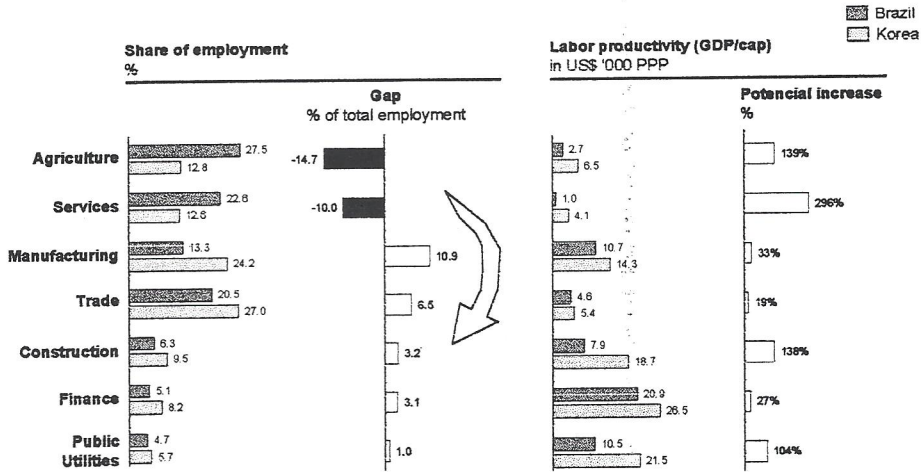 Brazil
Korea
Share of employment
%
Labor productivity (GDP/cap)
in US$ '000 PPP
Gap
% of total employment
Potencial increase
%
Agriculture
27.5
12.8
-14.7
2.7
6.5
139%
Services
22.8
12.8
-10.0
1.0
4.1
296%
Manufacturing
13.3
24.2
10.9
10.7
14.3
33%
Trade
20.5
27.0
6.5
4.6
5.4
19%
Construction
6.3
9.5
3.2
7.9
18.7
138%
Finance
5.1
8.2
3.1
20.9
26.5
27%
Public
Utilities
4.7
5.7
1.0
10.5
21.5
104%